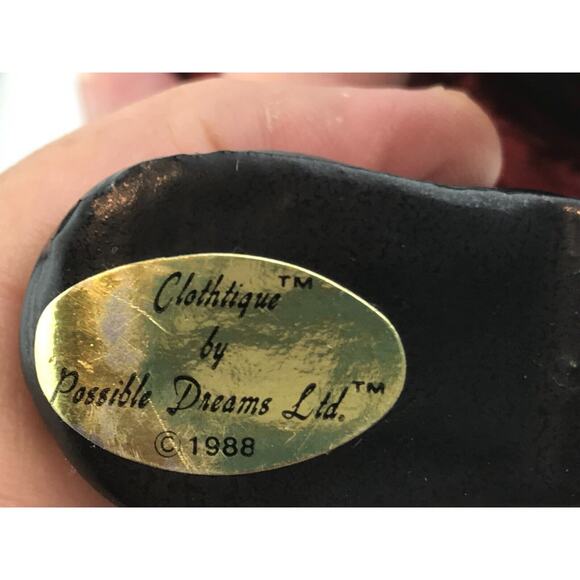 Clothtique™
by
Possible Dreams Ltd.™
© 1988